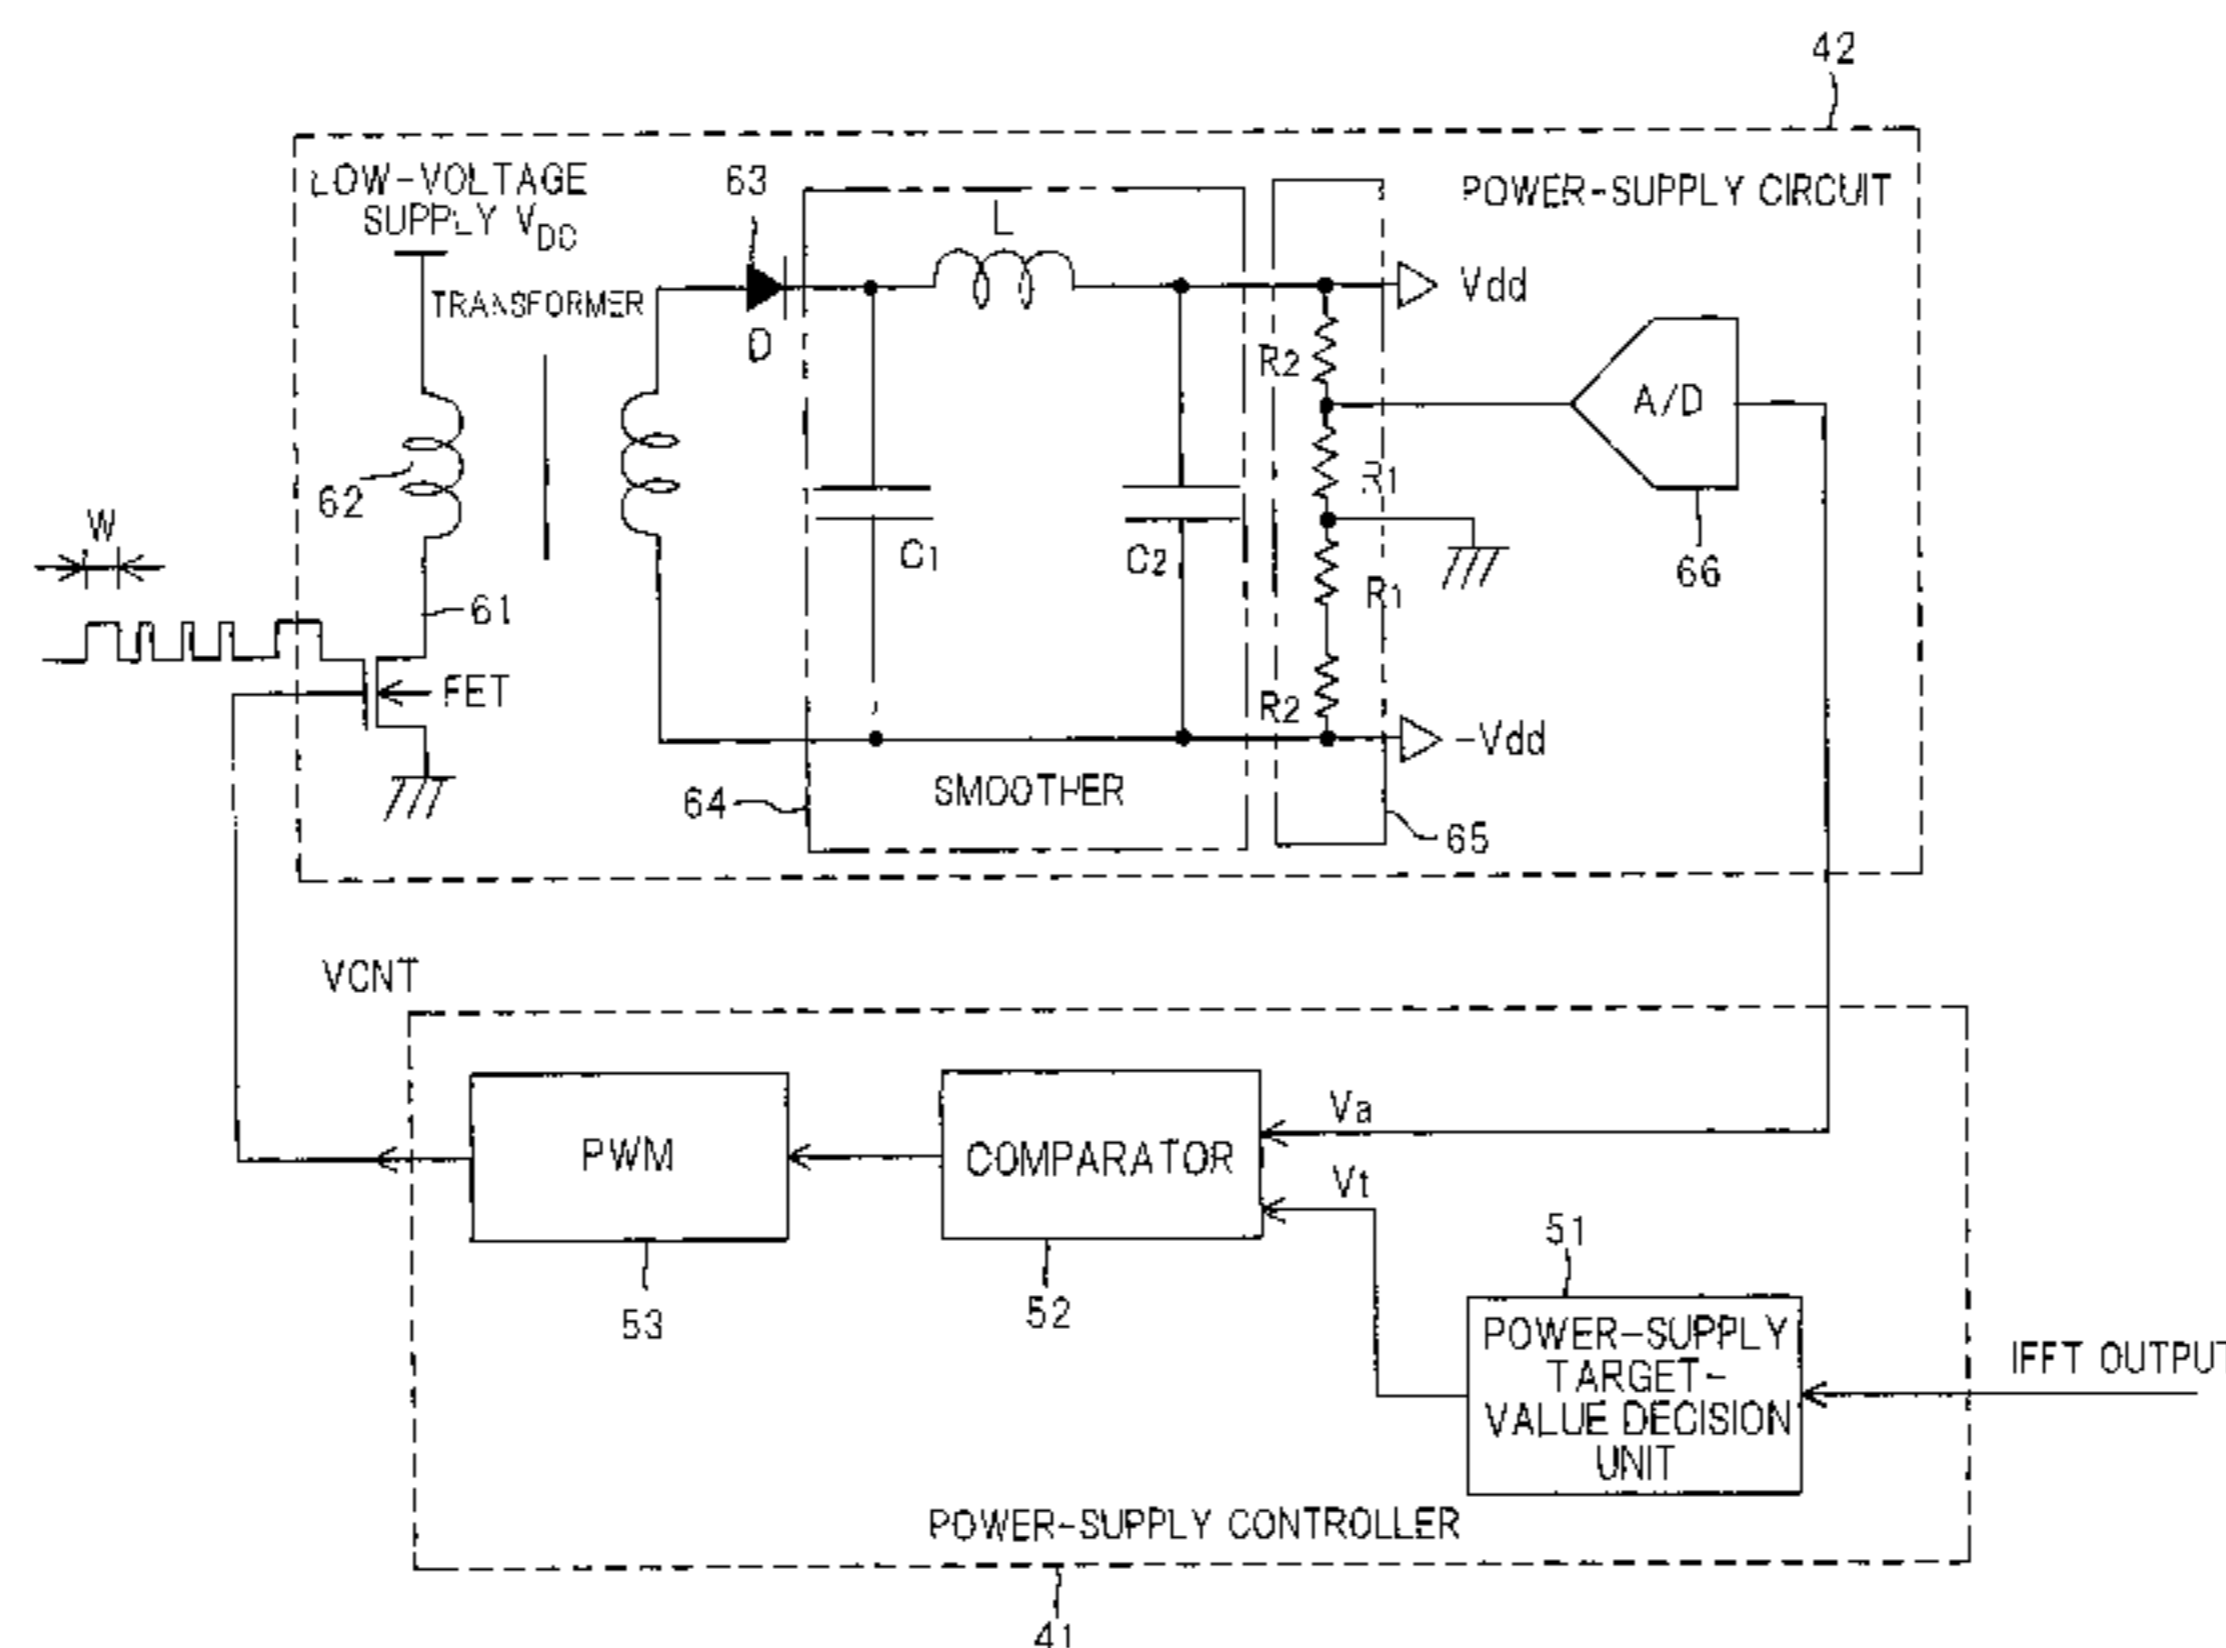 42
LOW-VOLTAGE
SUPPLY VDC
63
POWER-SUPPLY CIRCUIT
L
TRANSFORMER
Vdd
D
R2
A/D
62
R1
W
C1
C2
66
61
R1
FET
R2
-Vdd
64
SMOOTHER
65
VCNT
Va
PWM
COMPARATOR
Vt
51
53
52
POWER-SUPPLY
TARGET-
VALUE DECISION
UNIT
IFFT OUTPUT
POWER-SUPPLY CONTROLLER
41